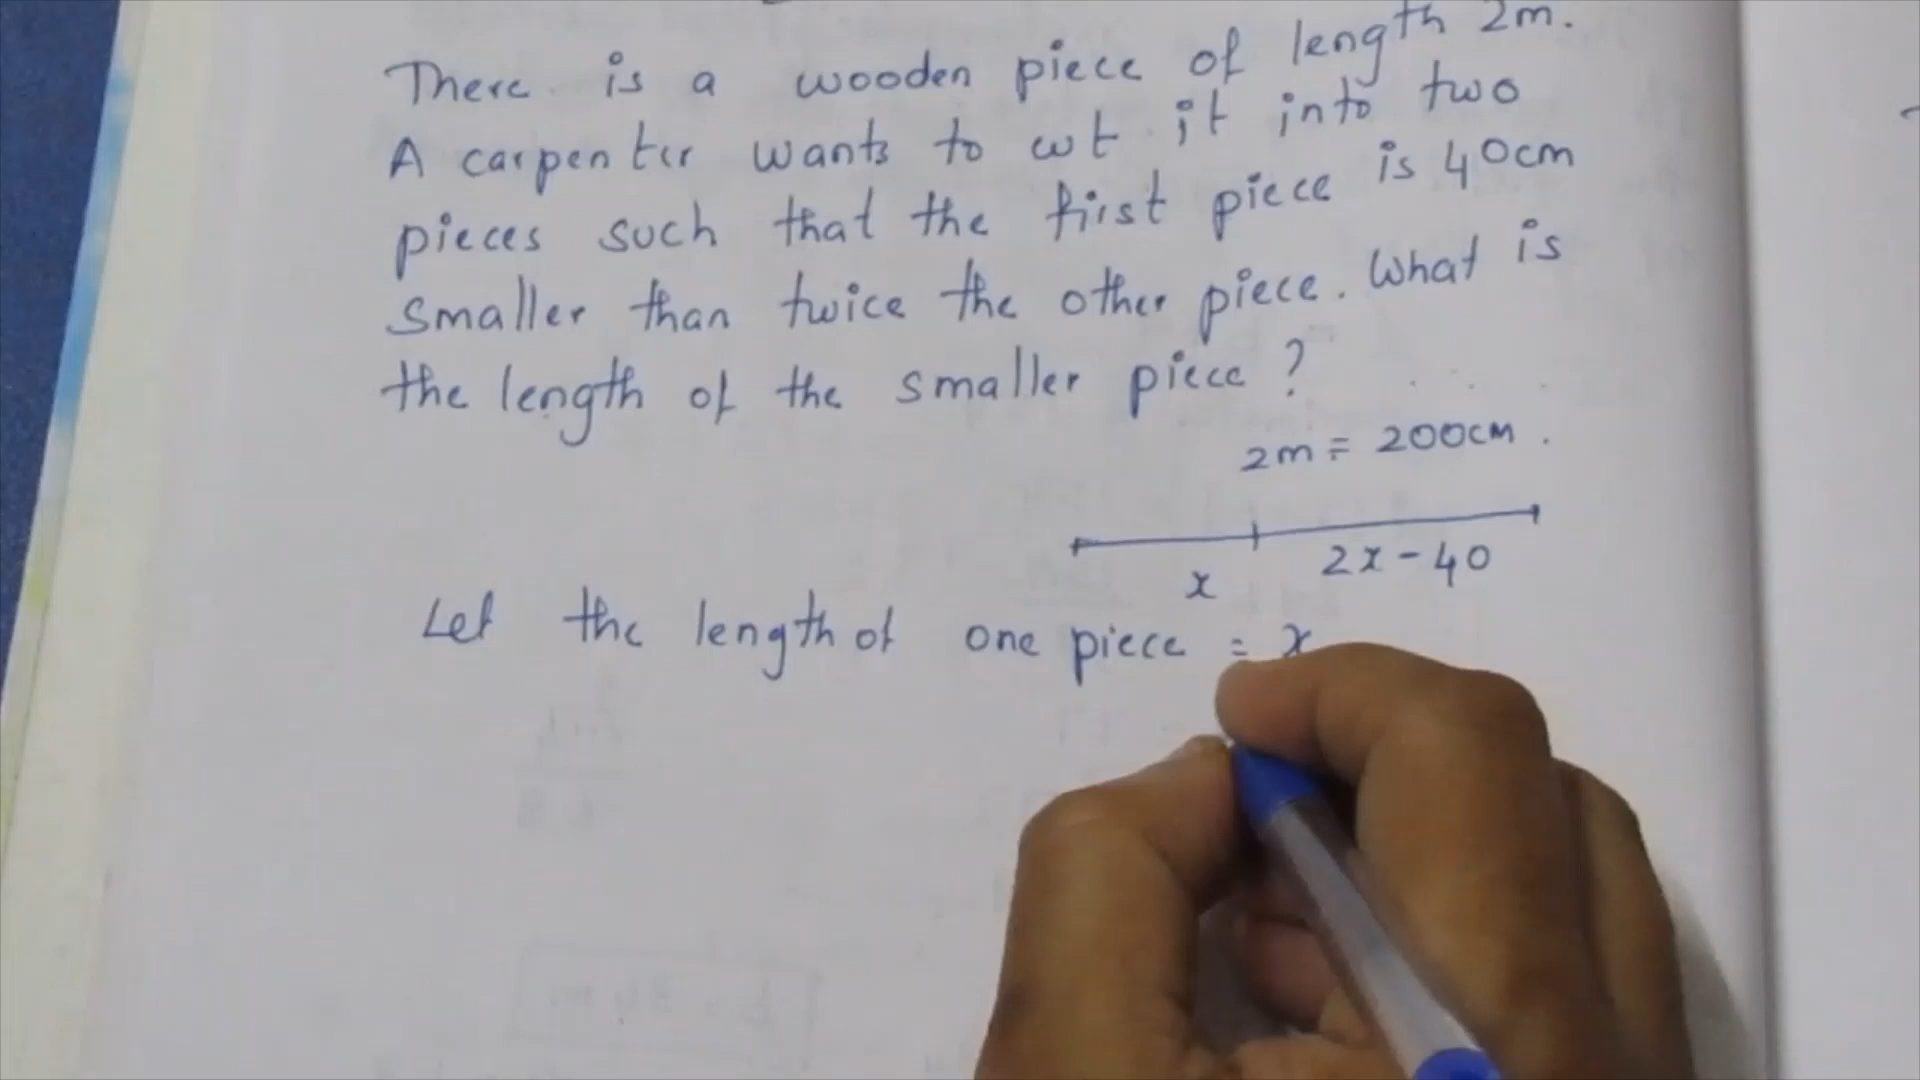 There is a wooden piece of length 2m.
A carpenter wants to cut it into two
pieces such that the first piece is 40cm
smaller than twice the other piece. What is
the length of the smaller piece ?
2m = 200cm.
x 2x-40
Let the length of one piece = x